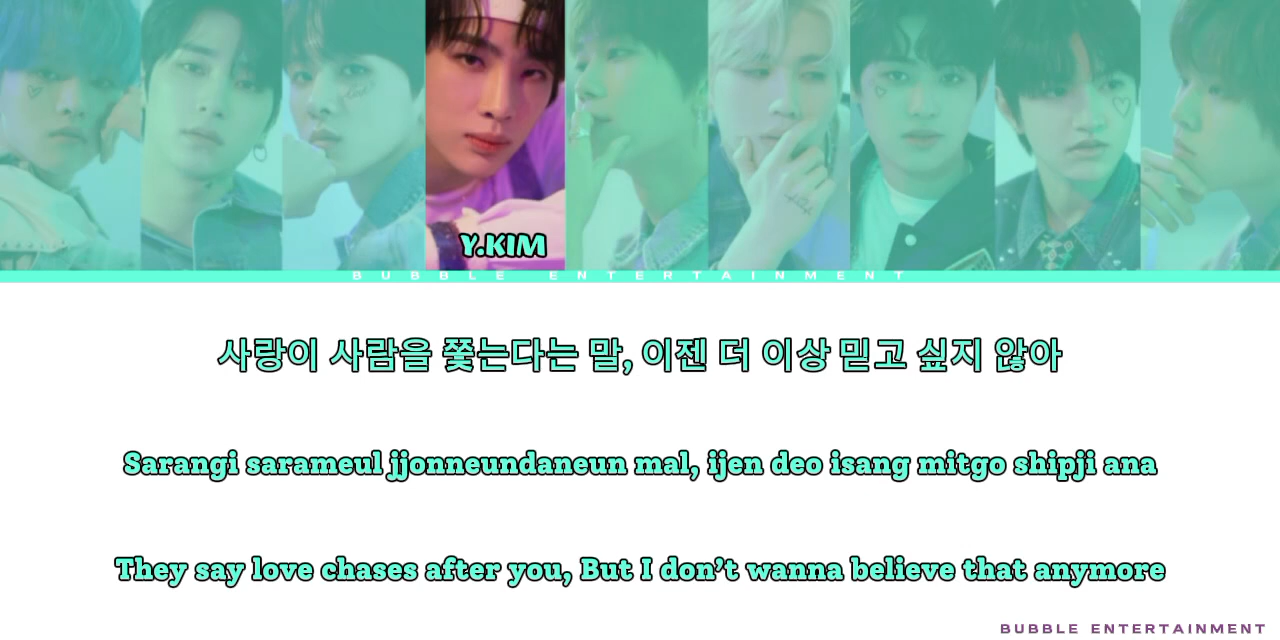 Y.KIM
BUBBLE ENTERTAINMENT
사랑이 사람을 쫓는다는 말, 이젠 더 이상 믿고 싶지 않아
Sarangi sarameul jjonneundaneun mal, ijen deo isang mitgo shipji ana
They say love chases after you, But I don't wanna believe that anymore
BUBBLE ENTERTAINMENT